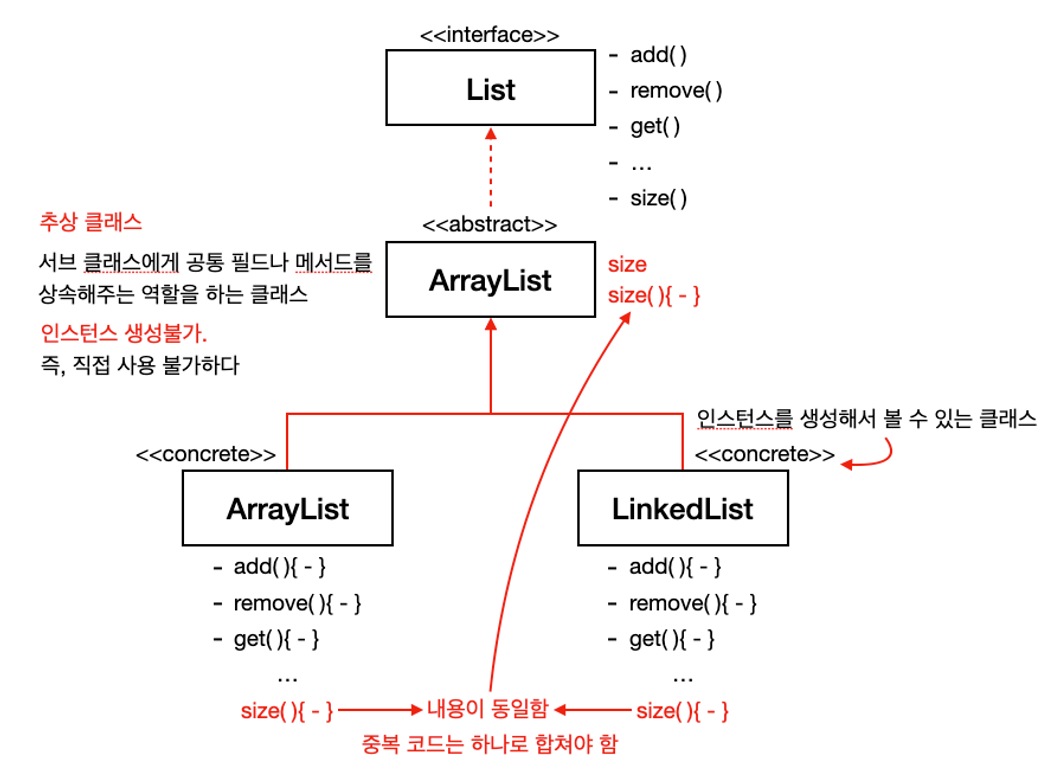 <<interface>>
List
- add( )
- remove( )
- get( )
- ...
- size( )
추상 클래스
서브 클래스에게 공통 필드나 메서드를
상속해주는 역할을 하는 클래스
인스턴스 생성불가.
즉, 직접 사용 불가하다
<<abstract>>
ArrayList
size
size( ){ - }
인스턴스를 생성해서 볼 수 있는 클래스
<<concrete>>
ArrayList
- add( ){ - }
- remove( ){ - }
- get( ){ - }
...
size( ){ - }
<<concrete>>
LinkedList
- add( ){ - }
- remove( ){ - }
- get( ){ - }
...
size( ){ - }
내용이 동일함
중복 코드는 하나로 합쳐야 함